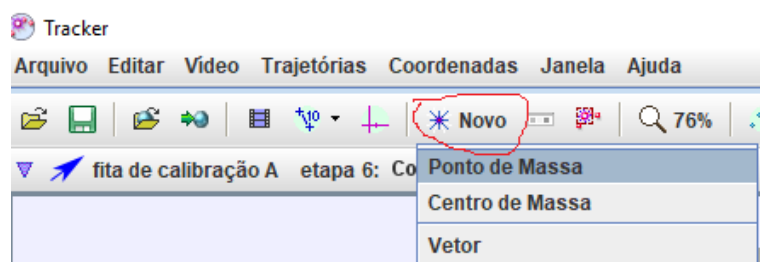 Tracker
Arquivo Editar Vídeo Trajetórias Coordenadas Janela Ajuda
Novo 76%
fita de calibração A etapa 6: Co
Ponto de Massa
Centro de Massa
Vetor